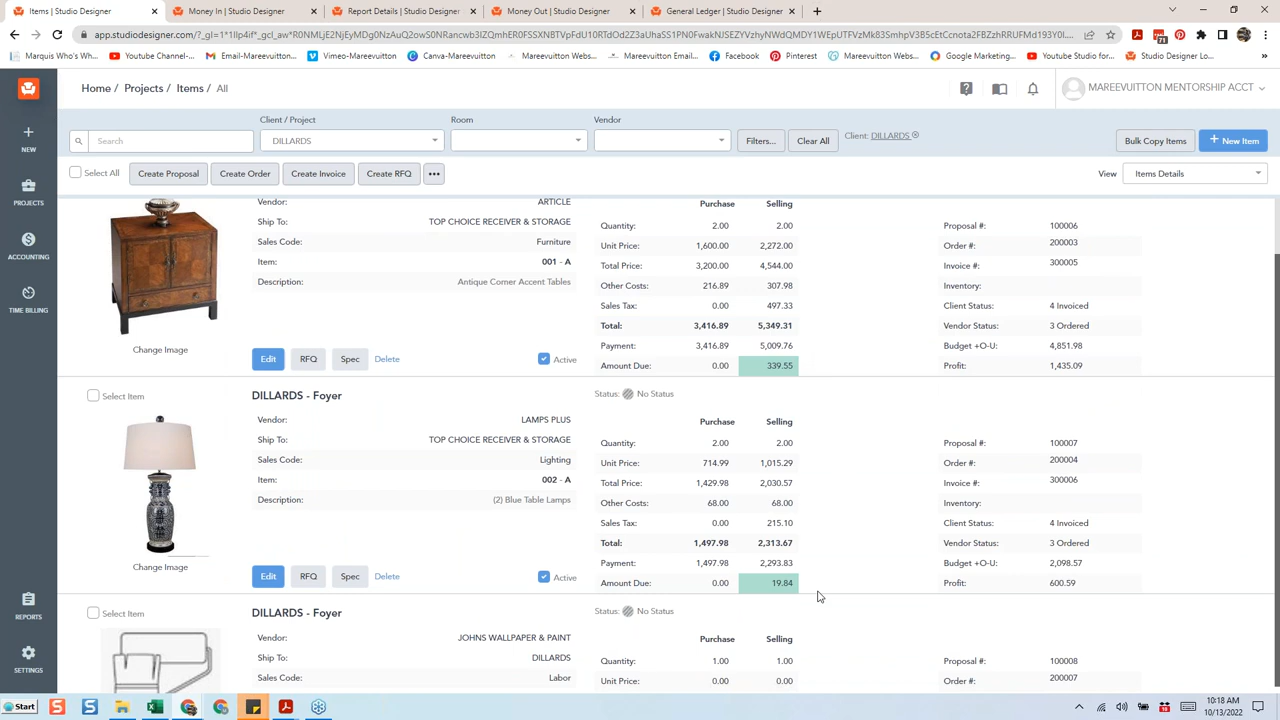 Items | Studio Designer
Money In | Studio Designer
Report Details | Studio Designer
Money Out | Studio Designer
General Ledger | Studio Designer
Marquis Who's Wh...
Youtube Channel-...
Email-Mareevuitton
Vimeo-Mareevuitton
Canva-Mareevuitton
Mareevuitton Webs...
Mareevuitton Email...
Facebook
Pinterest
Mareevuitton Webs...
Google Marketing...
Youtube Studio for...
Studio Designer Lo...
Home / Projects / Items / All
MAREEVUITTON MENTORSHIP ACCT
Client / Project Room Vendor
Search DILLARDS Filters... Clear All Client: DILLARDS Bulk Copy Items + New Item
Select All Create Proposal Create Order Create Invoice Create RFQ ••• View Items Details
NEW
PROJECTS
ACCOUNTING
TIME BILLING
REPORTS
SETTINGS
Vendor: ARTICLE
Ship To: TOP CHOICE RECEIVER & STORAGE
Sales Code: Furniture
Item: 001 - A
Description: Antique Corner Accent Tables
Change Image
Edit RFQ Spec Delete Active
Purchase Selling
Quantity: 2.00 2.00
Unit Price: 1,600.00 2,272.00
Total Price: 3,200.00 4,544.00
Other Costs: 216.89 307.98
Sales Tax: 0.00 497.33
Total: 3,416.89 5,349.31
Payment: 3,416.89 5,009.76
Amount Due: 0.00 339.55
Proposal #: 100006
Order #: 200003
Invoice #: 300005
Inventory:
Client Status: 4 Invoiced
Vendor Status: 3 Ordered
Budget +O-U: 4,851.98
Profit: 1,435.09
Select Item DILLARDS - Foyer Status: No Status
Vendor: LAMPS PLUS
Ship To: TOP CHOICE RECEIVER & STORAGE
Sales Code: Lighting
Item: 002 - A
Description: (2) Blue Table Lamps
Change Image
Edit RFQ Spec Delete Active
Purchase Selling
Quantity: 2.00 2.00
Unit Price: 714.99 1,015.29
Total Price: 1,429.98 2,030.57
Other Costs: 68.00 68.00
Sales Tax: 0.00 215.10
Total: 1,497.98 2,313.67
Payment: 1,497.98 2,293.83
Amount Due: 0.00 19.84
Proposal #: 100007
Order #: 200004
Invoice #: 300006
Inventory:
Client Status: 4 Invoiced
Vendor Status: 3 Ordered
Budget +O-U: 2,098.57
Profit: 600.59
Select Item DILLARDS - Foyer Status: No Status
Vendor: JOHNS WALLPAPER & PAINT
Ship To: DILLARDS
Sales Code: Labor
Purchase Selling
Quantity: 1.00 1.00
Unit Price: 0.00 0.00
Proposal #: 100008
Order #: 200007
Start
10:18 AM
10/13/2022